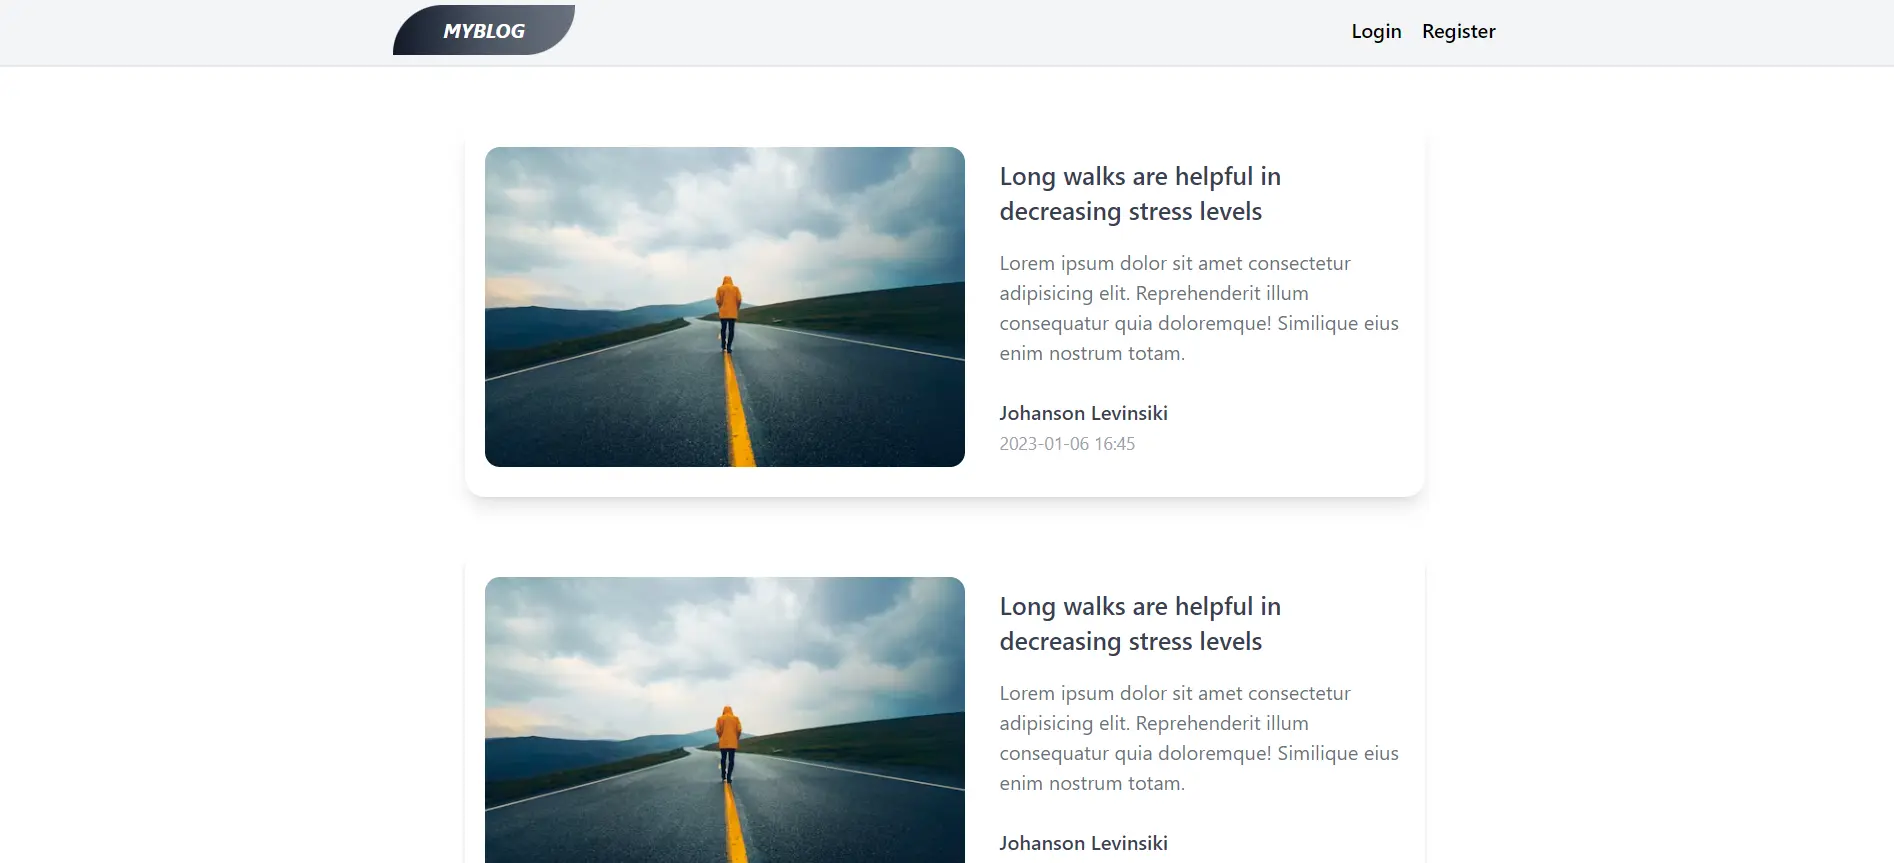 MYBLOG
Login Register
Long walks are helpful in
decreasing stress levels
Lorem ipsum dolor sit amet consectetur
adipisicing elit. Reprehenderit illum
consequatur quia doloremque! Similique eius
enim nostrum totam.
Johanson Levinsiki
2023-01-06 16:45
Long walks are helpful in
decreasing stress levels
Lorem ipsum dolor sit amet consectetur
adipisicing elit. Reprehenderit illum
consequatur quia doloremque! Similique eius
enim nostrum totam.
Johanson Levinsiki